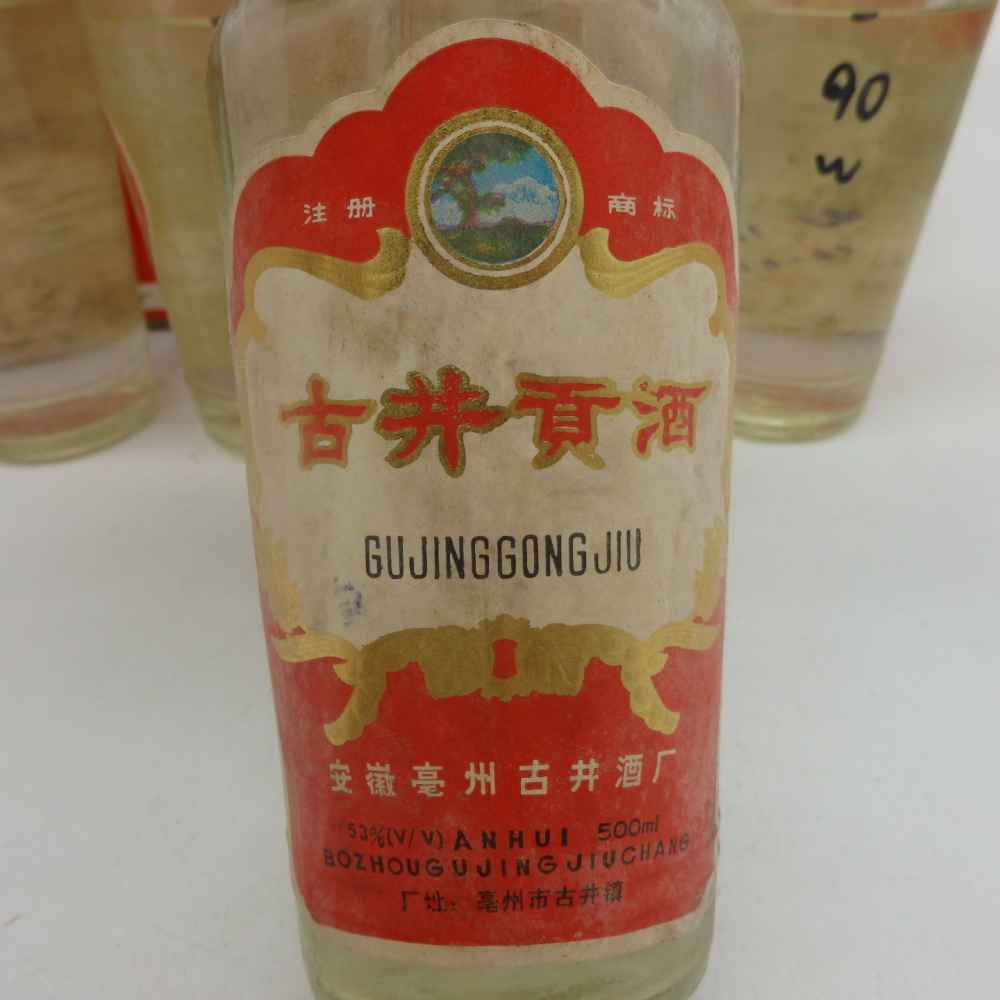 注册 商标
古井贡酒
GUJINGGONGJIU
安徽亳州古井酒厂
53%(V/V) ANHUI 500ml
BOZHOUGUJINGJIUCHANG
厂址：亳州市古井镇
90
w